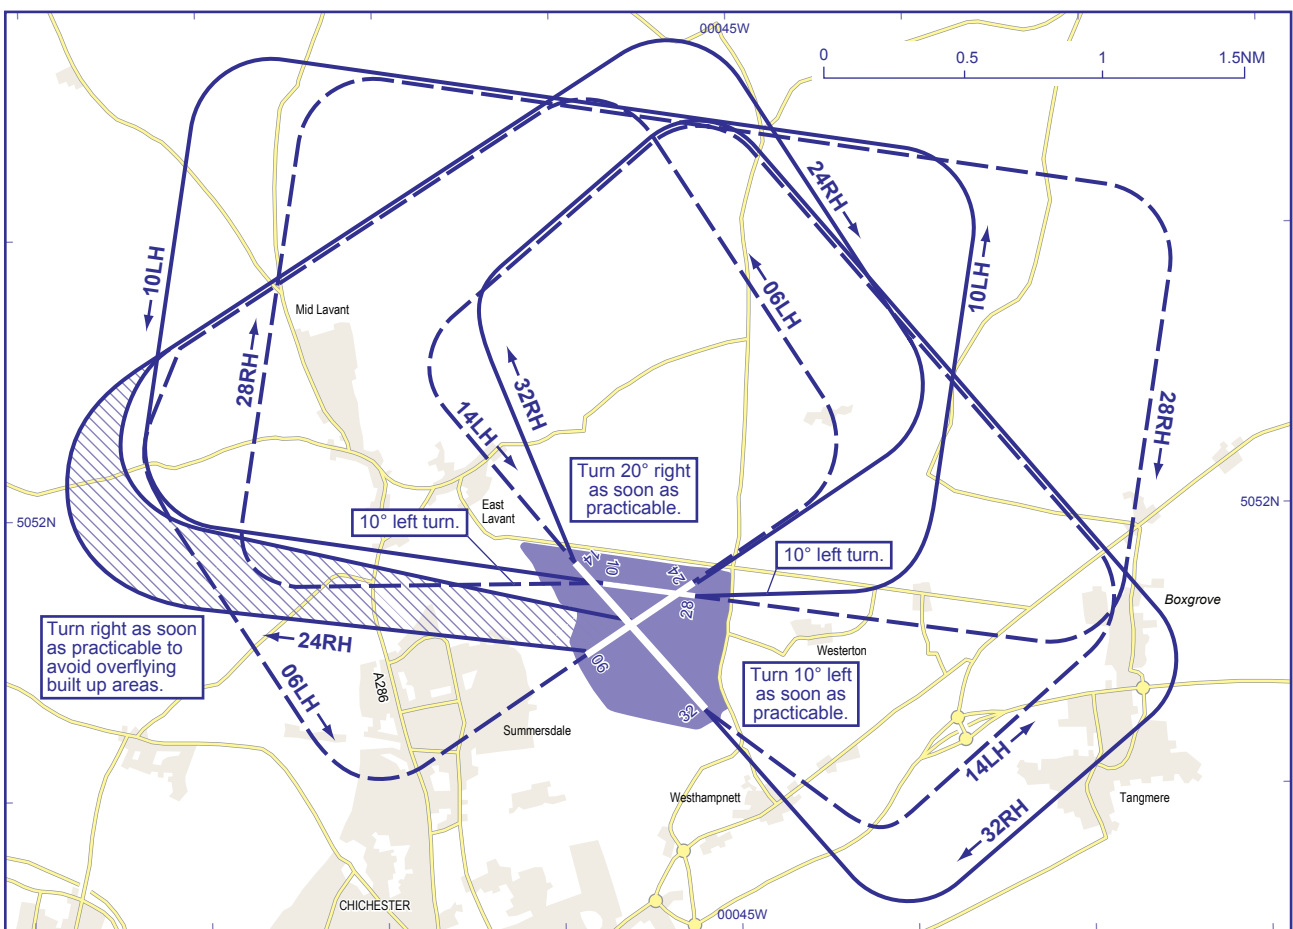 00045W
0
0.5
1
1.5NM
24RH
10LH
10LH
06LH
Mid Lavant
28RH
32RH
14LH
28RH
Turn 20° right
as soon as
practicable.
East
Lavant
5052N
5052N
10° left turn.
10° left turn.
14
10
24
28
06
32
Boxgrove
Turn right as soon
as practicable to
avoid overflying
built up areas.
24RH
06LH
A286
Westerton
Turn 10° left
as soon as
practicable.
Summersdale
14LH
Westhampnett
Tangmere
32RH
CHICHESTER
00045W